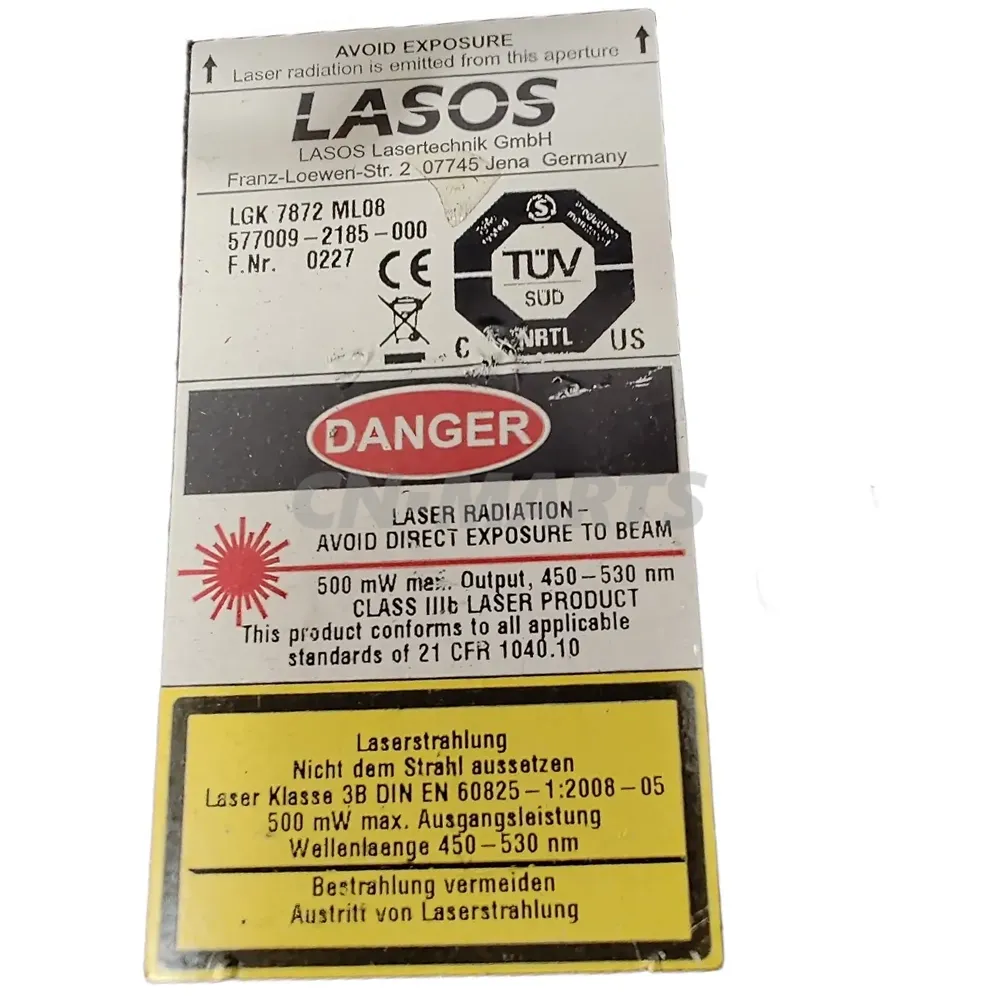 AVOID EXPOSURE
Laser radiation is emitted from this aperture
LASOS
LASOS Lasertechnik GmbH
Franz-Loewen-Str. 2 07745 Jena Germany
LGK 7872 ML08
577009-2185-000
F.Nr. 0227
CE
Production
monitored
S
TÜV
SÜD
C NRTL US
DANGER
LASER RADIATION-
AVOID DIRECT EXPOSURE TO BEAM
500 mW max. Output, 450-530 nm
CLASS IIIb LASER PRODUCT
This product conforms to all applicable
standards of 21 CFR 1040.10
Laserstrahlung
Nicht dem Strahl aussetzen
Laser Klasse 3B DIN EN 60825-1:2008-05
500 mW max. Ausgangsleistung
Wellenlaenge 450-530 nm
Bestrahlung vermeiden
Austritt von Laserstrahlung